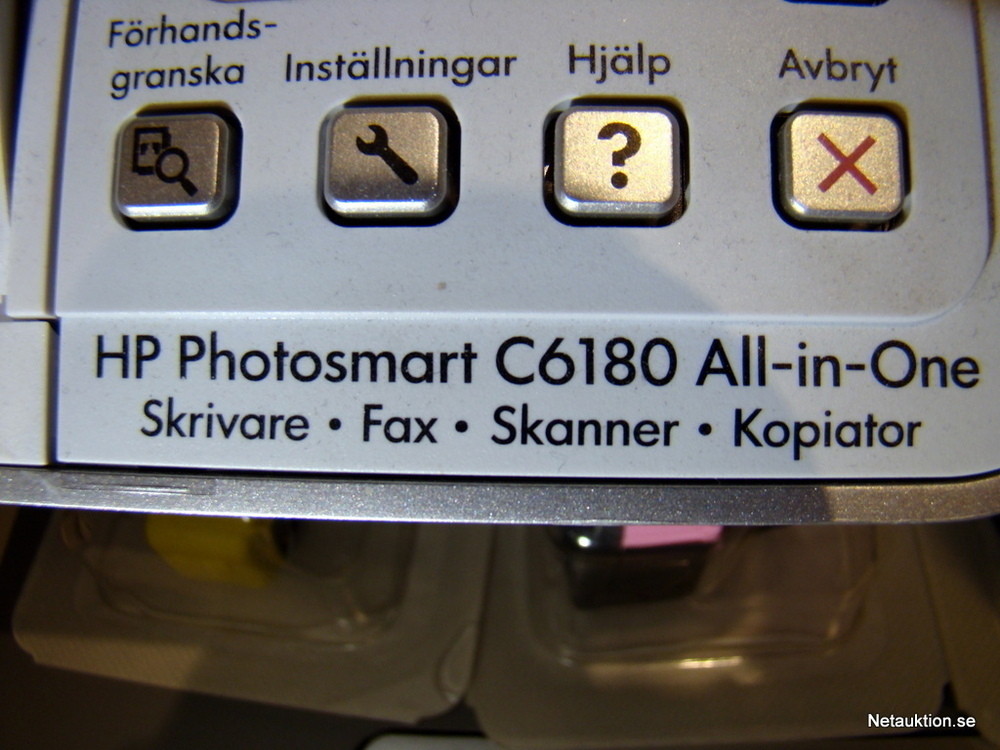 Förhands-
granska
Inställningar
Hjälp
Avbryt
?
HP Photosmart C6180 All-in-One
Skrivare • Fax • Skanner • Kopiator
Netauktion.se